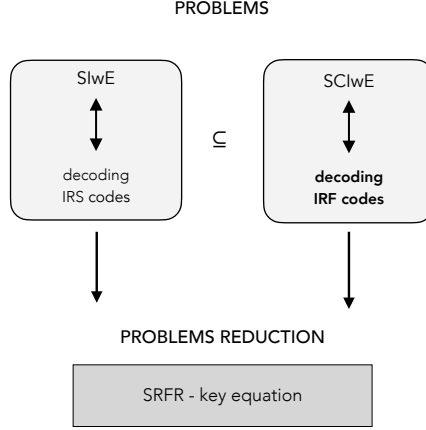 PROBLEMS
SIwE
decoding
IRS codes
⊆
SCIwE
decoding
IRF codes
PROBLEMS REDUCTION
SRFR - key equation